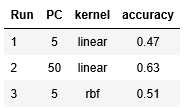 Run PC kernel accuracy
1 5 linear 0.47
2 50 linear 0.63
3 5 rbf 0.51